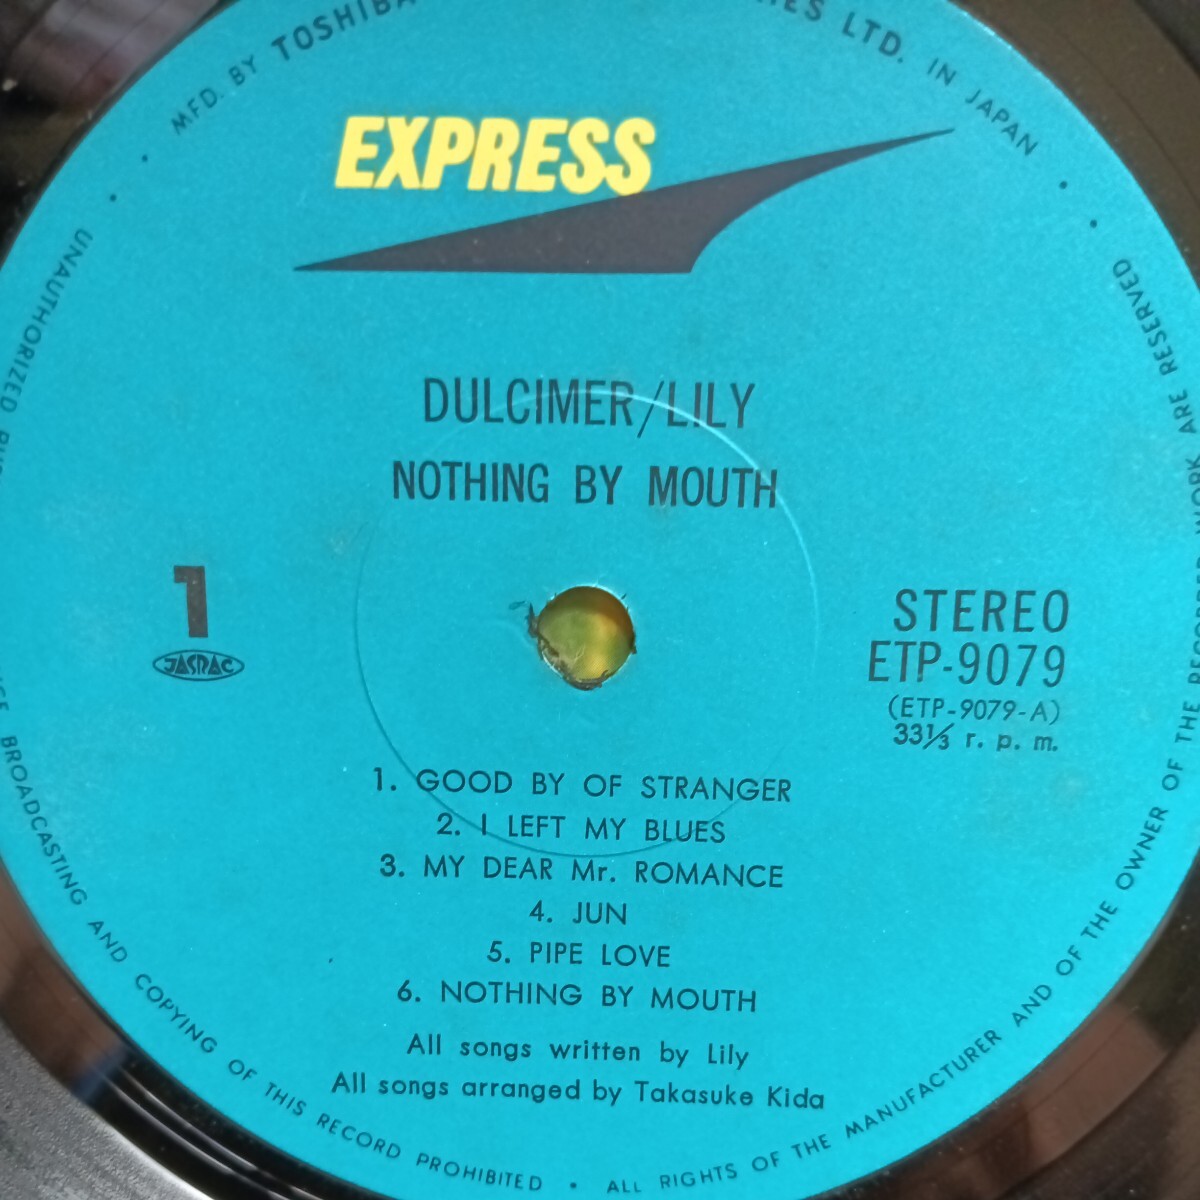 MFD. BY TOSHIBA
LTD. IN JAPAN
EXPRESS
DULCIMER/LILY
NOTHING BY MOUTH
1
JASRAC
STEREO
ETP-9079
(ETP-9079-A)
33⅓ r. p. m.
1. GOOD BY OF STRANGER
2. I LEFT MY BLUES
3. MY DEAR Mr. ROMANCE
4. JUN
5. PIPE LOVE
6. NOTHING BY MOUTH
All songs written by Lily
All songs arranged by Takasuke Kida
UNAUTHORIZED
BROADCASTING AND COPYING OF THIS RECORD PROHIBITED • ALL RIGHTS OF THE MANUFACTURER AND OF THE OWNER OF THE RECORDED WORK ARE RESERVED